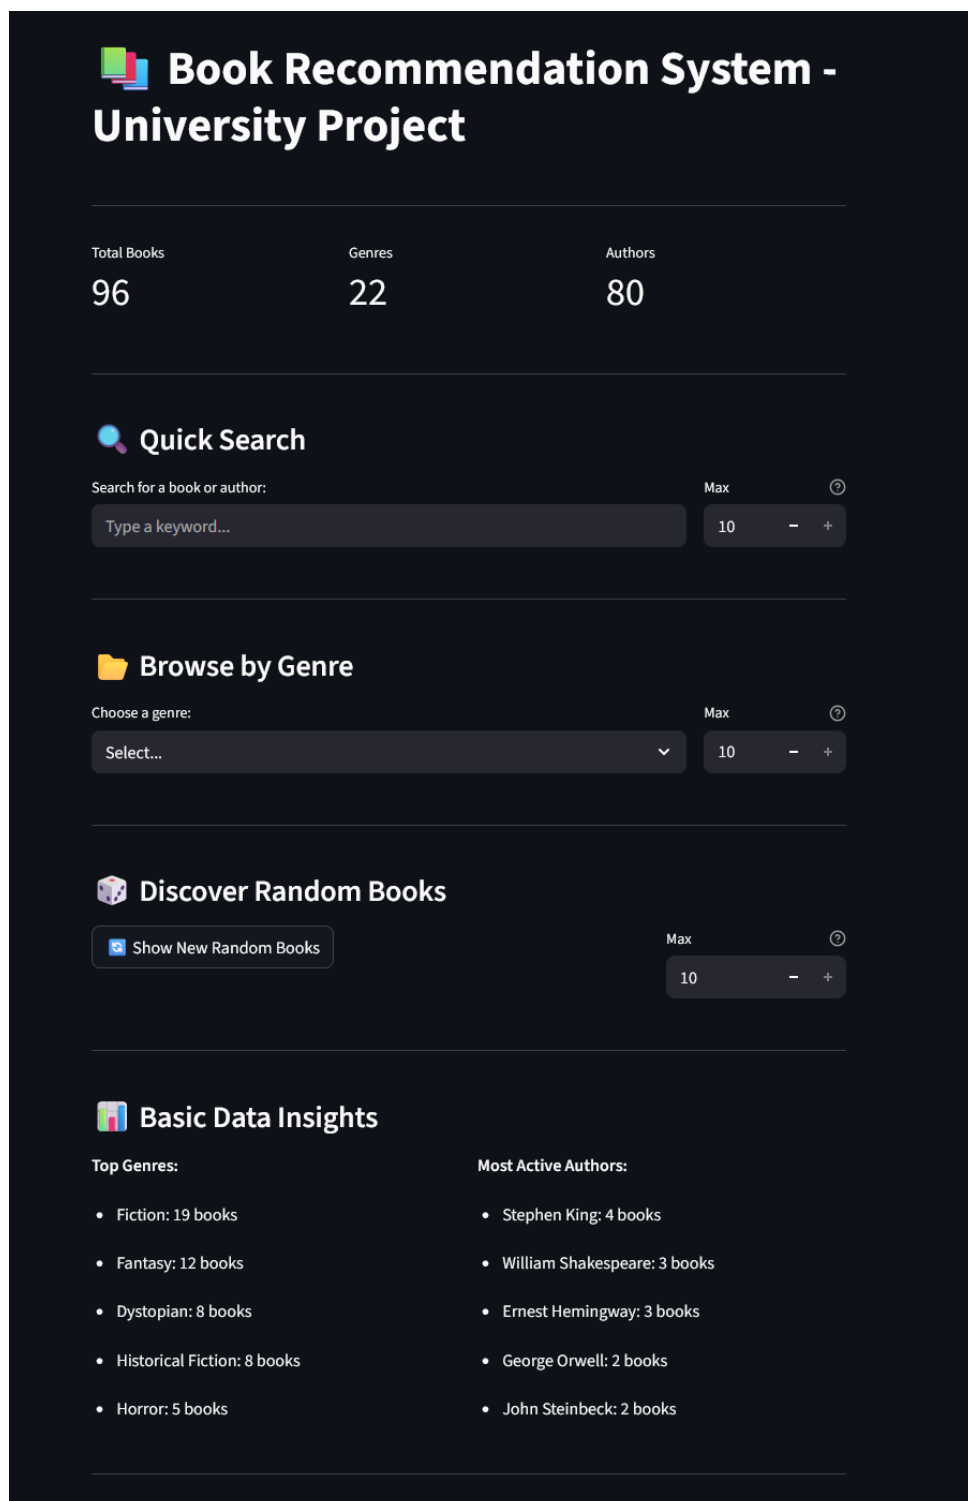 Book Recommendation System -
University Project
Total Books
Genres
Authors
96
22
80
Quick Search
Search for a book or author:
Max
Type a keyword...
10
Browse by Genre
Choose a genre:
Max
Select...
10
Discover Random Books
Show New Random Books
Max
10
Basic Data Insights
Top Genres:
Fiction: 19 books
Fantasy: 12 books
Dystopian: 8 books
Historical Fiction: 8 books
Horror: 5 books
Most Active Authors:
Stephen King: 4 books
William Shakespeare: 3 books
Ernest Hemingway: 3 books
George Orwell: 2 books
John Steinbeck: 2 books